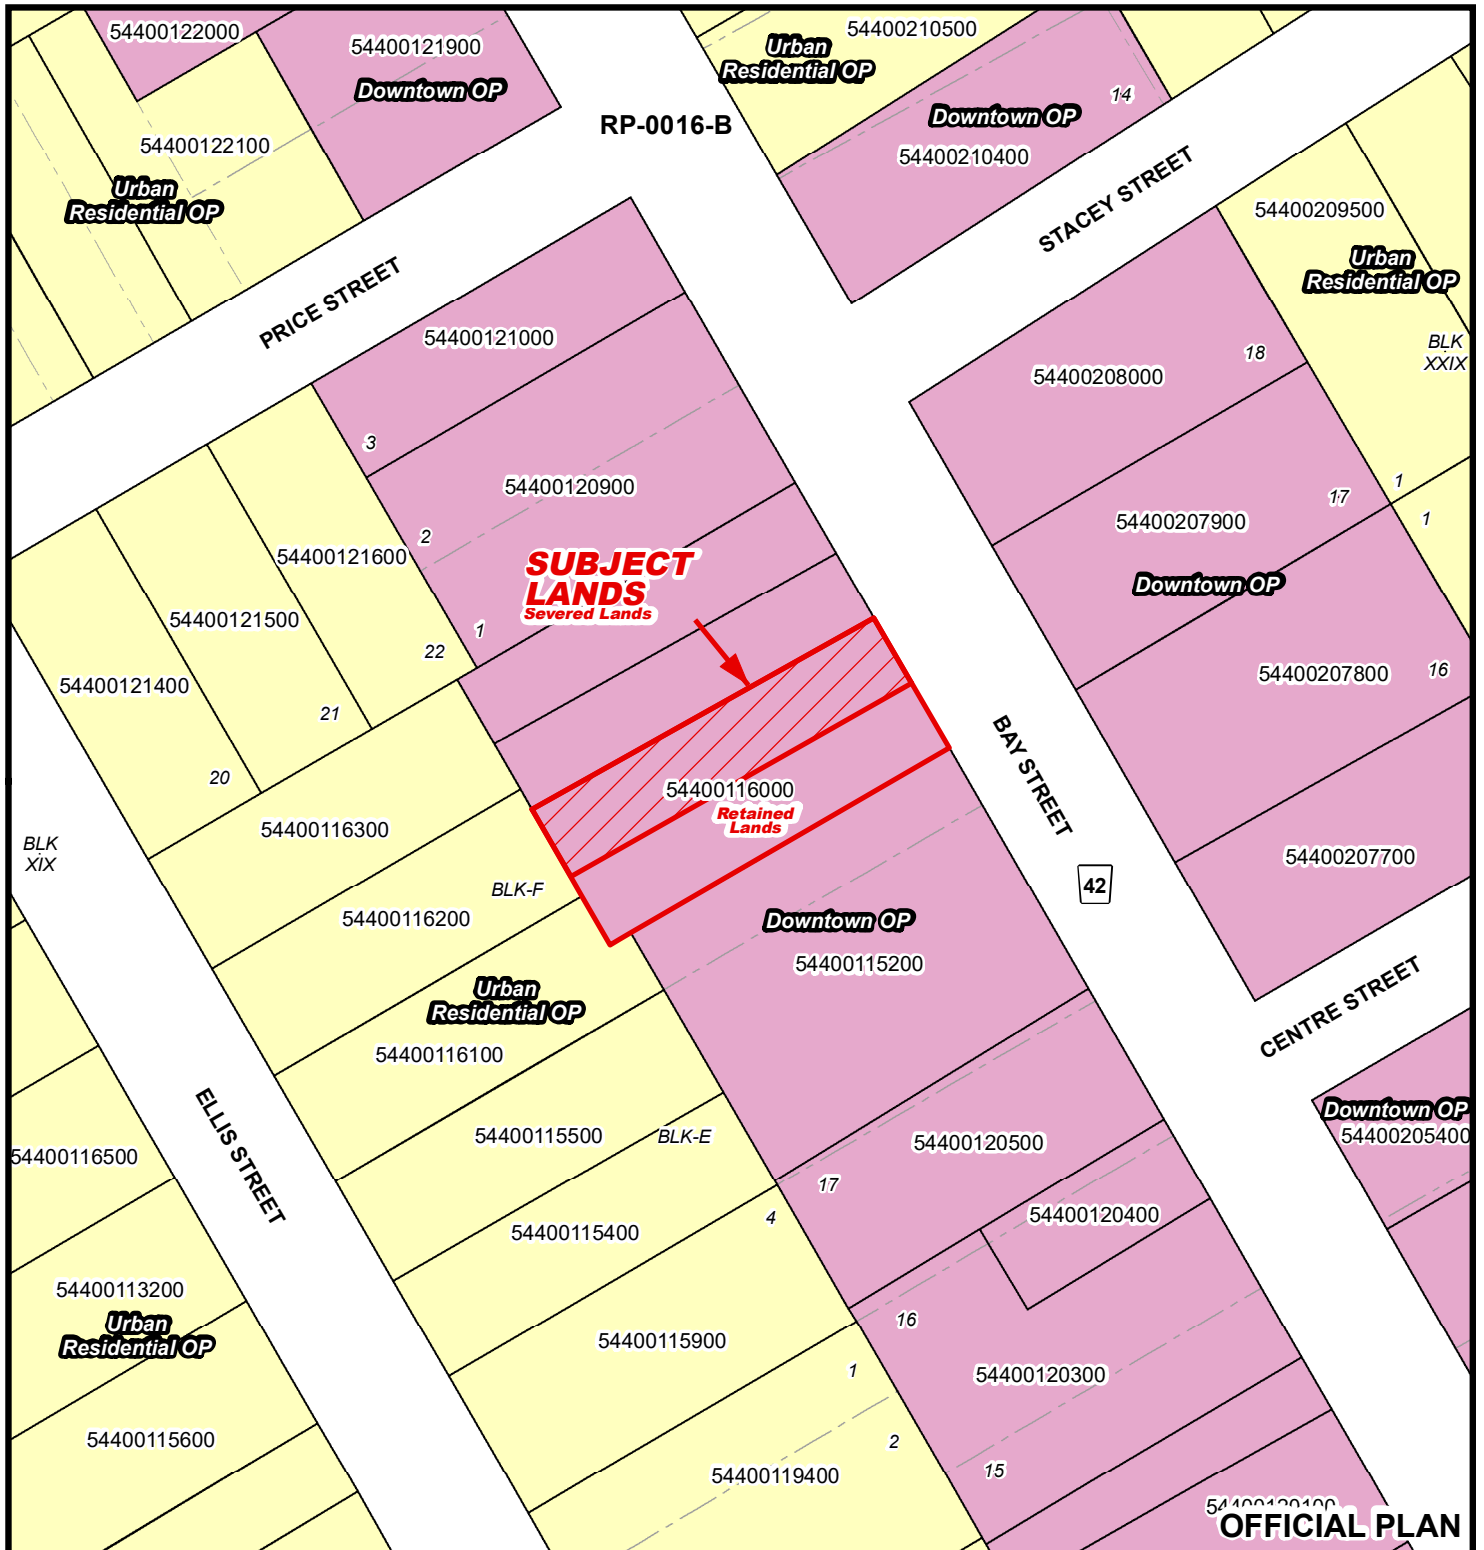 54400122000
54400121900
Downtown OP
54400122100
Urban
Residential OP
RP-0016-B
Urban
Residential OP
54400210500
Downtown OP
14
54400210400
STACEY STREET
54400209500
Urban
Residential OP
BLK
XXIX
PRICE STREET
54400121000
3
54400120900
2
1
54400208000
18
54400207900
17
1
1
Downtown OP
54400207800
16
54400207700
54400121600
54400121500
54400121400
22
21
20
SUBJECT
LANDS
Severed Lands
54400116000
Retained
Lands
BAY STREET
42
BLK
XIX
54400116300
BLK-F
54400116200
Urban
Residential OP
54400116100
Downtown OP
54400115200
CENTRE STREET
Downtown OP
54400205400
ELLIS STREET
54400116500
54400115500
BLK-E
54400115400
4
17
54400120500
54400120400
54400113200
Urban
Residential OP
54400115900
16
1
54400120300
54400115600
2
15
54400119400
54400120100
OFFICIAL PLAN